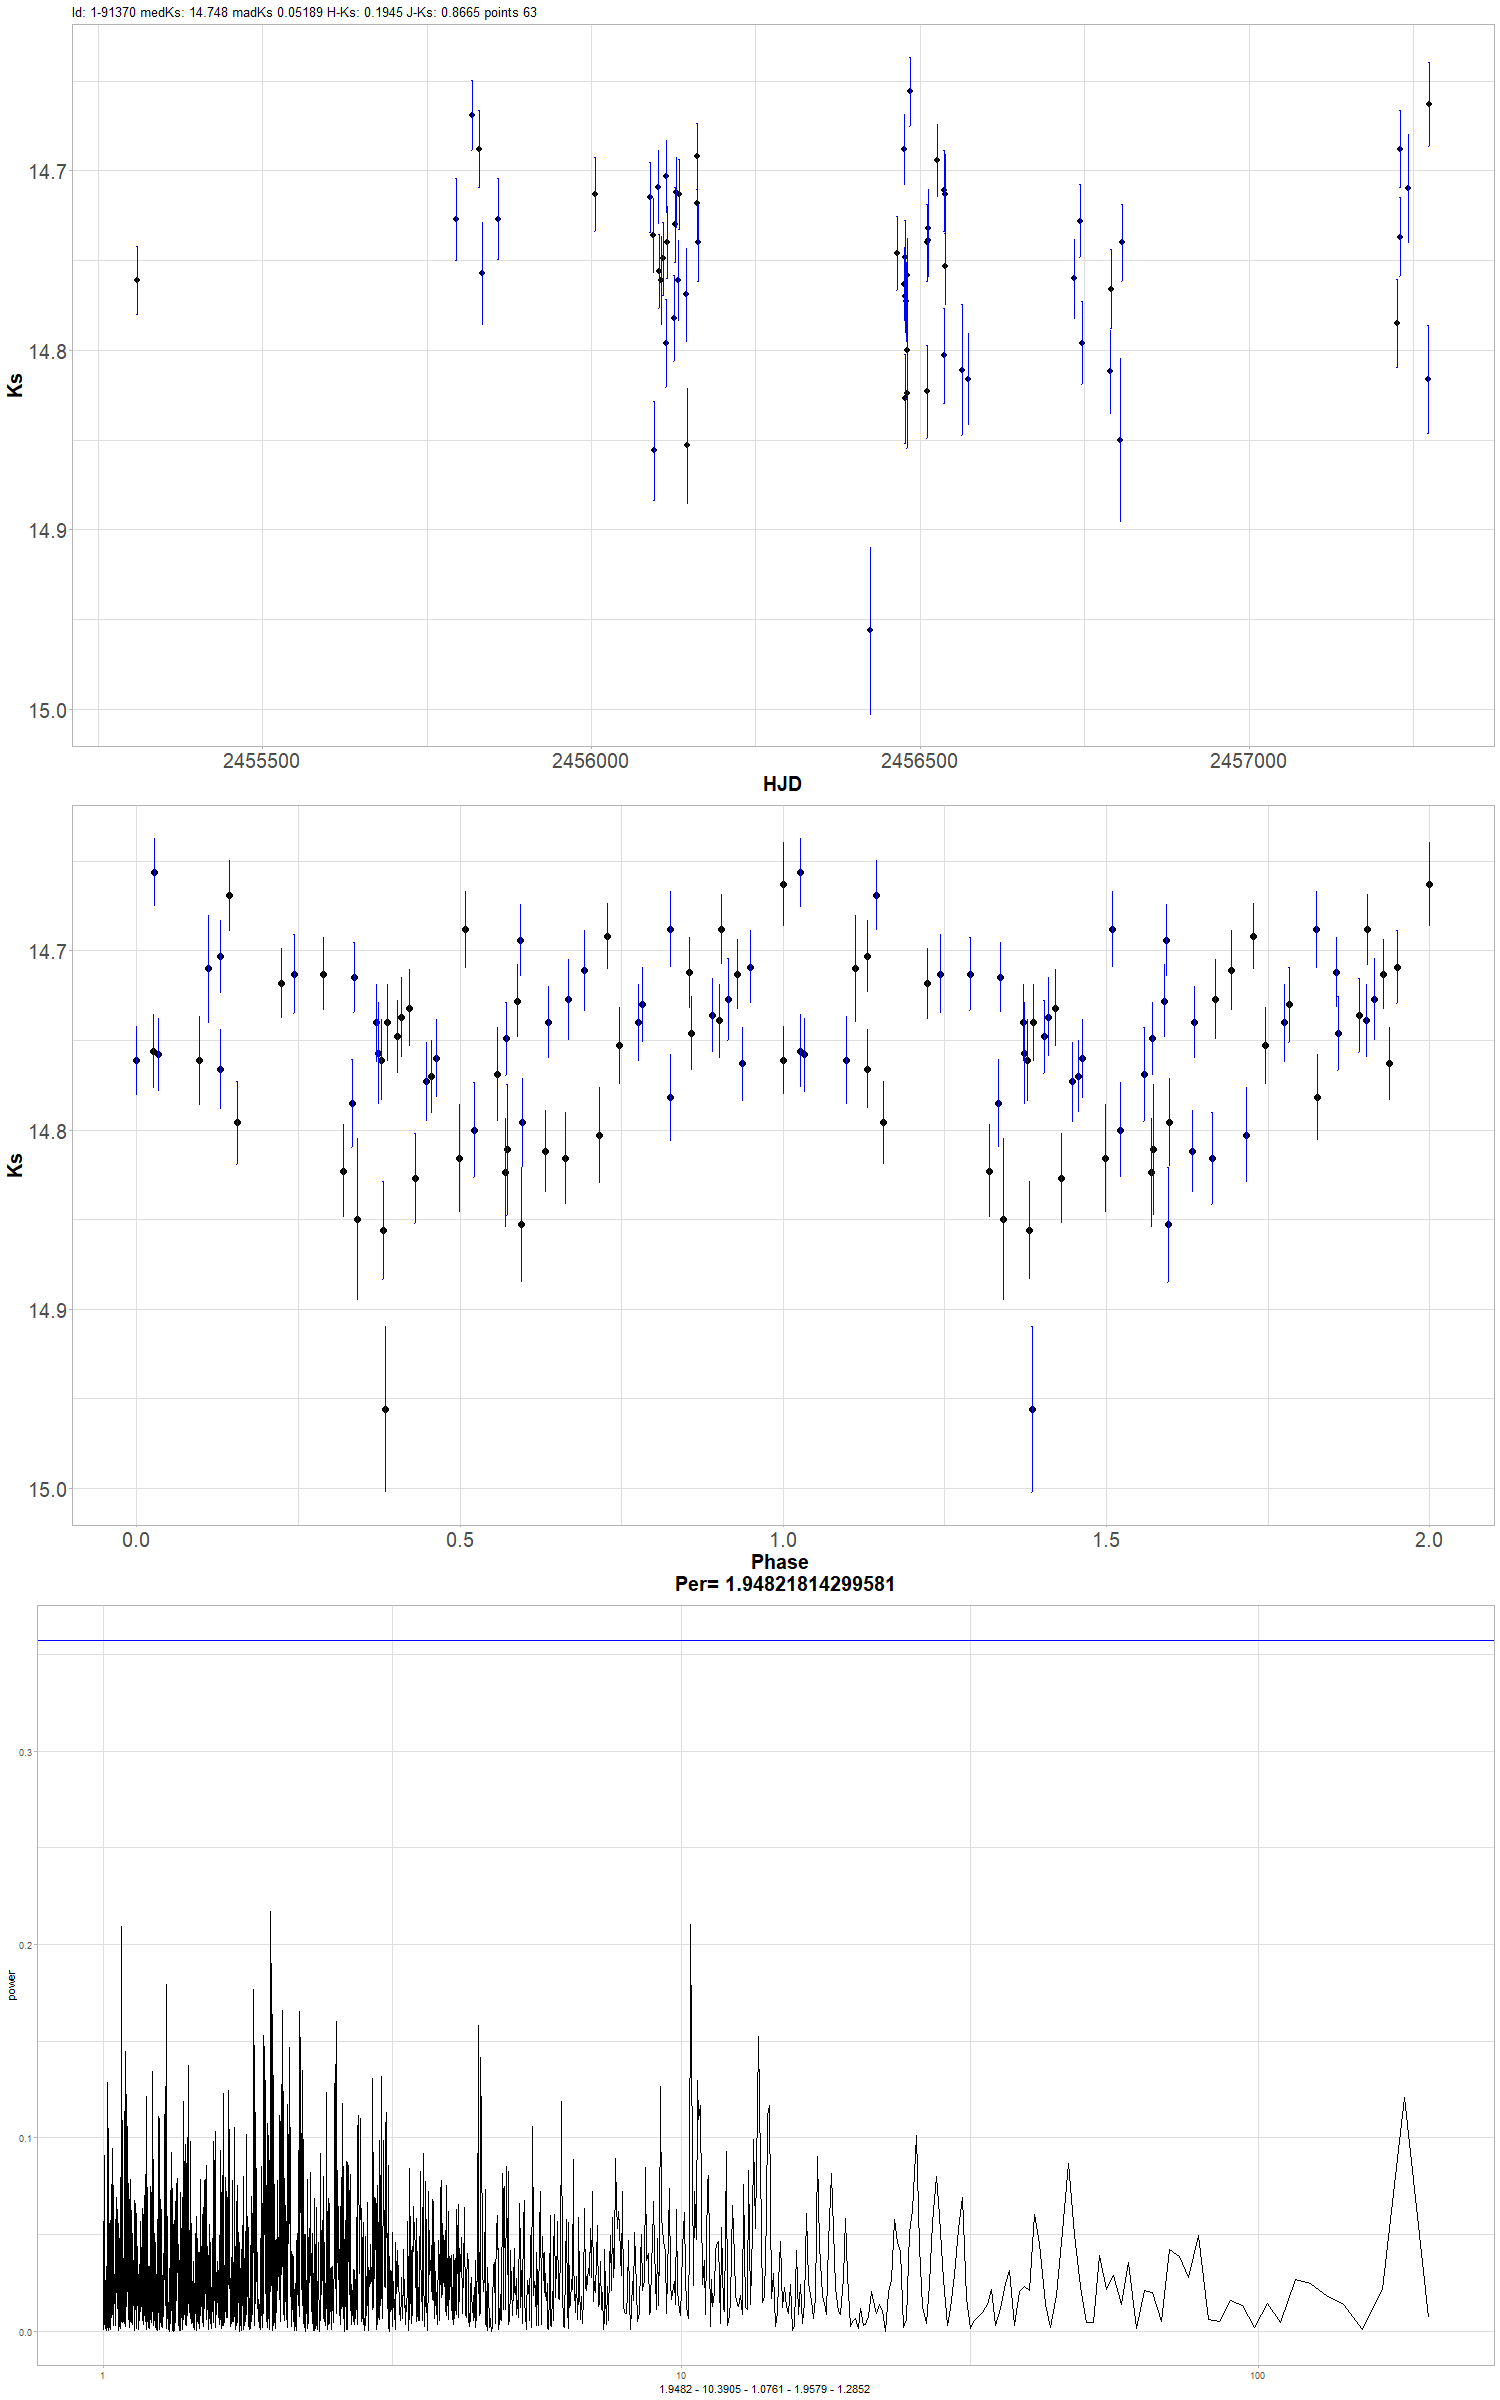 Id: 1-91370 medKs: 14.748 madKs 0.05189 H-Ks: 0.1945 J-Ks: 0.8665 points 63
14.7
14.8
14.9
15.0
Ks
2455500 2456000 2456500 2457000
HJD
14.7
14.8
14.9
15.0
Ks
0.0 0.5 1.0 1.5 2.0
Phase
Per= 1.94821814299581
0.3
0.2
0.1
0.0
power
1 10 100
1.9482 - 10.3905 - 1.0761 - 1.9579 - 1.2852